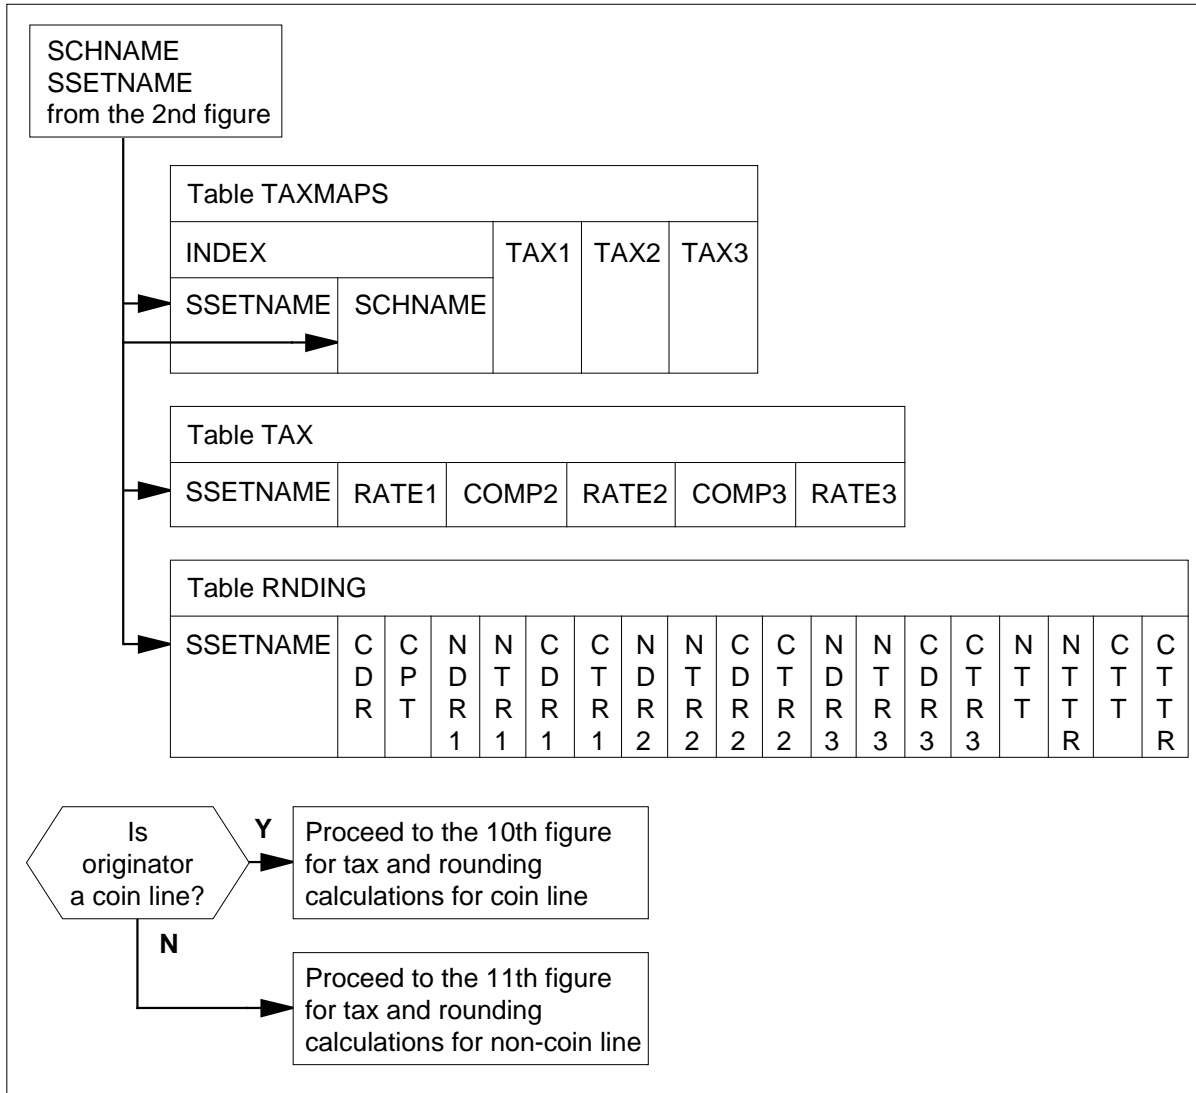 SCHNAME
SSETNAME
from the 2nd figure
Table TAXMAPS
INDEX TAX1 TAX2 TAX3
SSETNAME SCHNAME
Table TAX
SSETNAME RATE1 COMP2 RATE2 COMP3 RATE3
Table RNDING
SSETNAME CDR CPT NDR1 NTR1 CDR1 CTR1 NDR2 NTR2 CDR2 CTR2 NDR3 NTR3 CDR3 CTR3 NTT NTTR CTT CTTR
Is
originator
a coin line?
Y
Proceed to the 10th figure
for tax and rounding
calculations for coin line
N
Proceed to the 11th figure
for tax and rounding
calculations for non-coin line